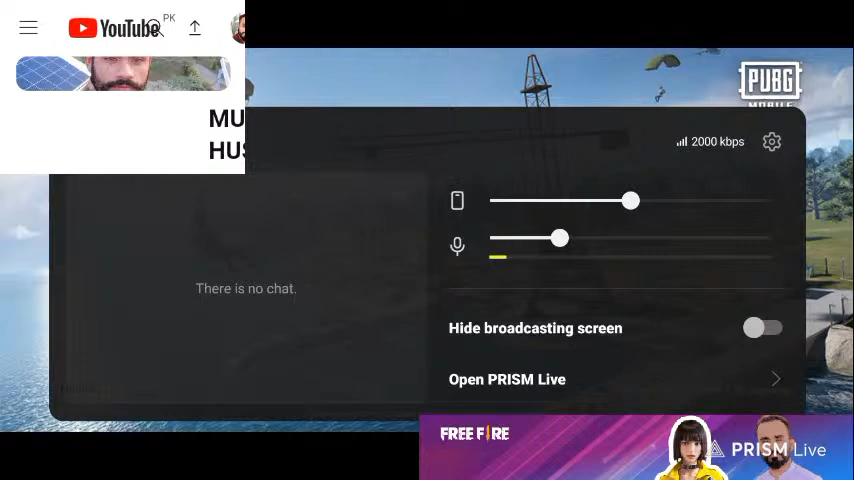 YouTube
PK
MU
HUS
PUBG
MOBILE
2000 kbps
There is no chat.
Hide broadcasting screen
Open PRISM Live
FREE FIRE
PRISM Live